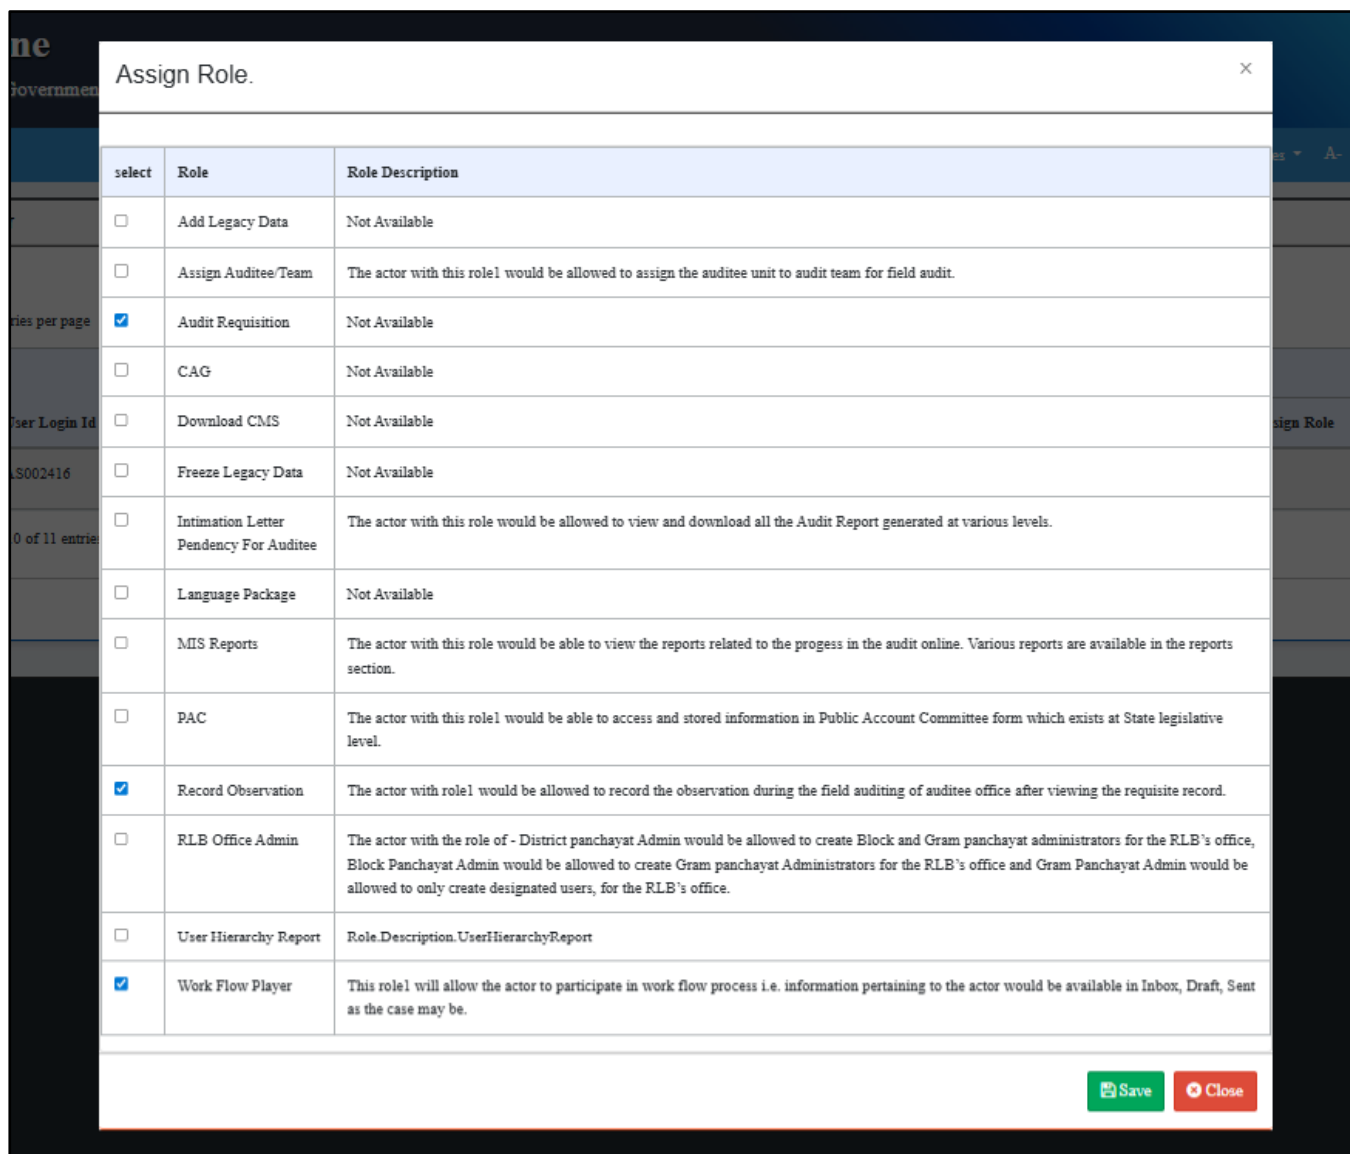 ne
Assign Role.
×
Governmen
es
A-
select
Role
Role Description
Add Legacy Data
Not Available
Assign Auditee/Team
The actor with this role1 would be allowed to assign the auditee unit to audit team for field audit.
ries per page
Audit Requisition
Not Available
CAG
Not Available
User Login Id
Download CMS
Not Available
sign Role
AS002416
Freeze Legacy Data
Not Available
Intimation Letter
Pendency For Auditee
The actor with this role would be allowed to view and download all the Audit Report generated at various levels.
0 of 11 entries
Language Package
Not Available
MIS Reports
The actor with this role would be able to view the reports related to the progess in the audit online. Various reports are available in the reports
section.
PAC
The actor with this role1 would be able to access and stored information in Public Account Committee form which exists at State legislative
level.
Record Observation
The actor with role1 would be allowed to record the observation during the field auditing of auditee office after viewing the requisite record.
RLB Office Admin
The actor with the role of - District panchayat Admin would be allowed to create Block and Gram panchayat administrators for the RLB's office,
Block Panchayat Admin would be allowed to create Gram panchayat Administrators for the RLB's office and Gram Panchayat Admin would be
allowed to only create designated users, for the RLB's office.
User Hierarchy Report
Role.Description.UserHierarchyReport
Work Flow Player
This role1 will allow the actor to participate in work flow process i.e. information pertaining to the actor would be available in Inbox, Draft, Sent
as the case may be.
Save
Close